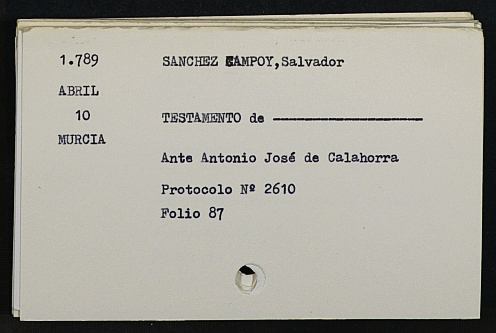 1.789 SANCHEZ CAMPOY,Salvador
ABRIL
10 TESTAMENTO de --------------------
MURCIA
Ante Antonio José de Calahorra
Protocolo Nº 2610
Folio 87